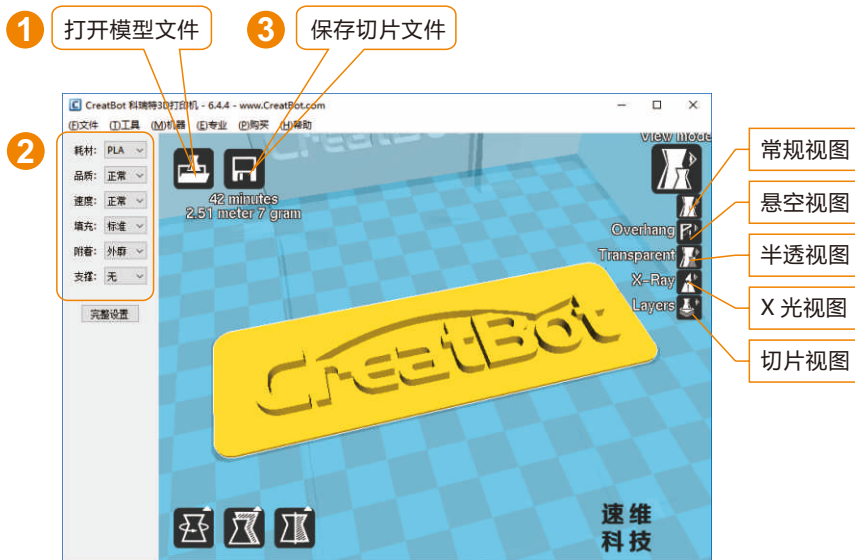 1 打开模型文件
3 保存切片文件
CreatBot 科瑞特3D打印机 - 6.4.4 - www.CreatBot.com
(F)文件 (T)工具 (M)机器 (E)专业 (P)购买 (H)帮助
2
耗材: PLA
品质: 正常
速度: 正常
填充: 标准
附着: 外廓
支撑: 无
完整设置
42 minutes
2.51 meter 7 gram
View mode
Overhang
Transparent
X-Ray
Layers
常规视图
悬空视图
半透视图
X 光视图
切片视图
CreatBot
CreatBot
速维
科技